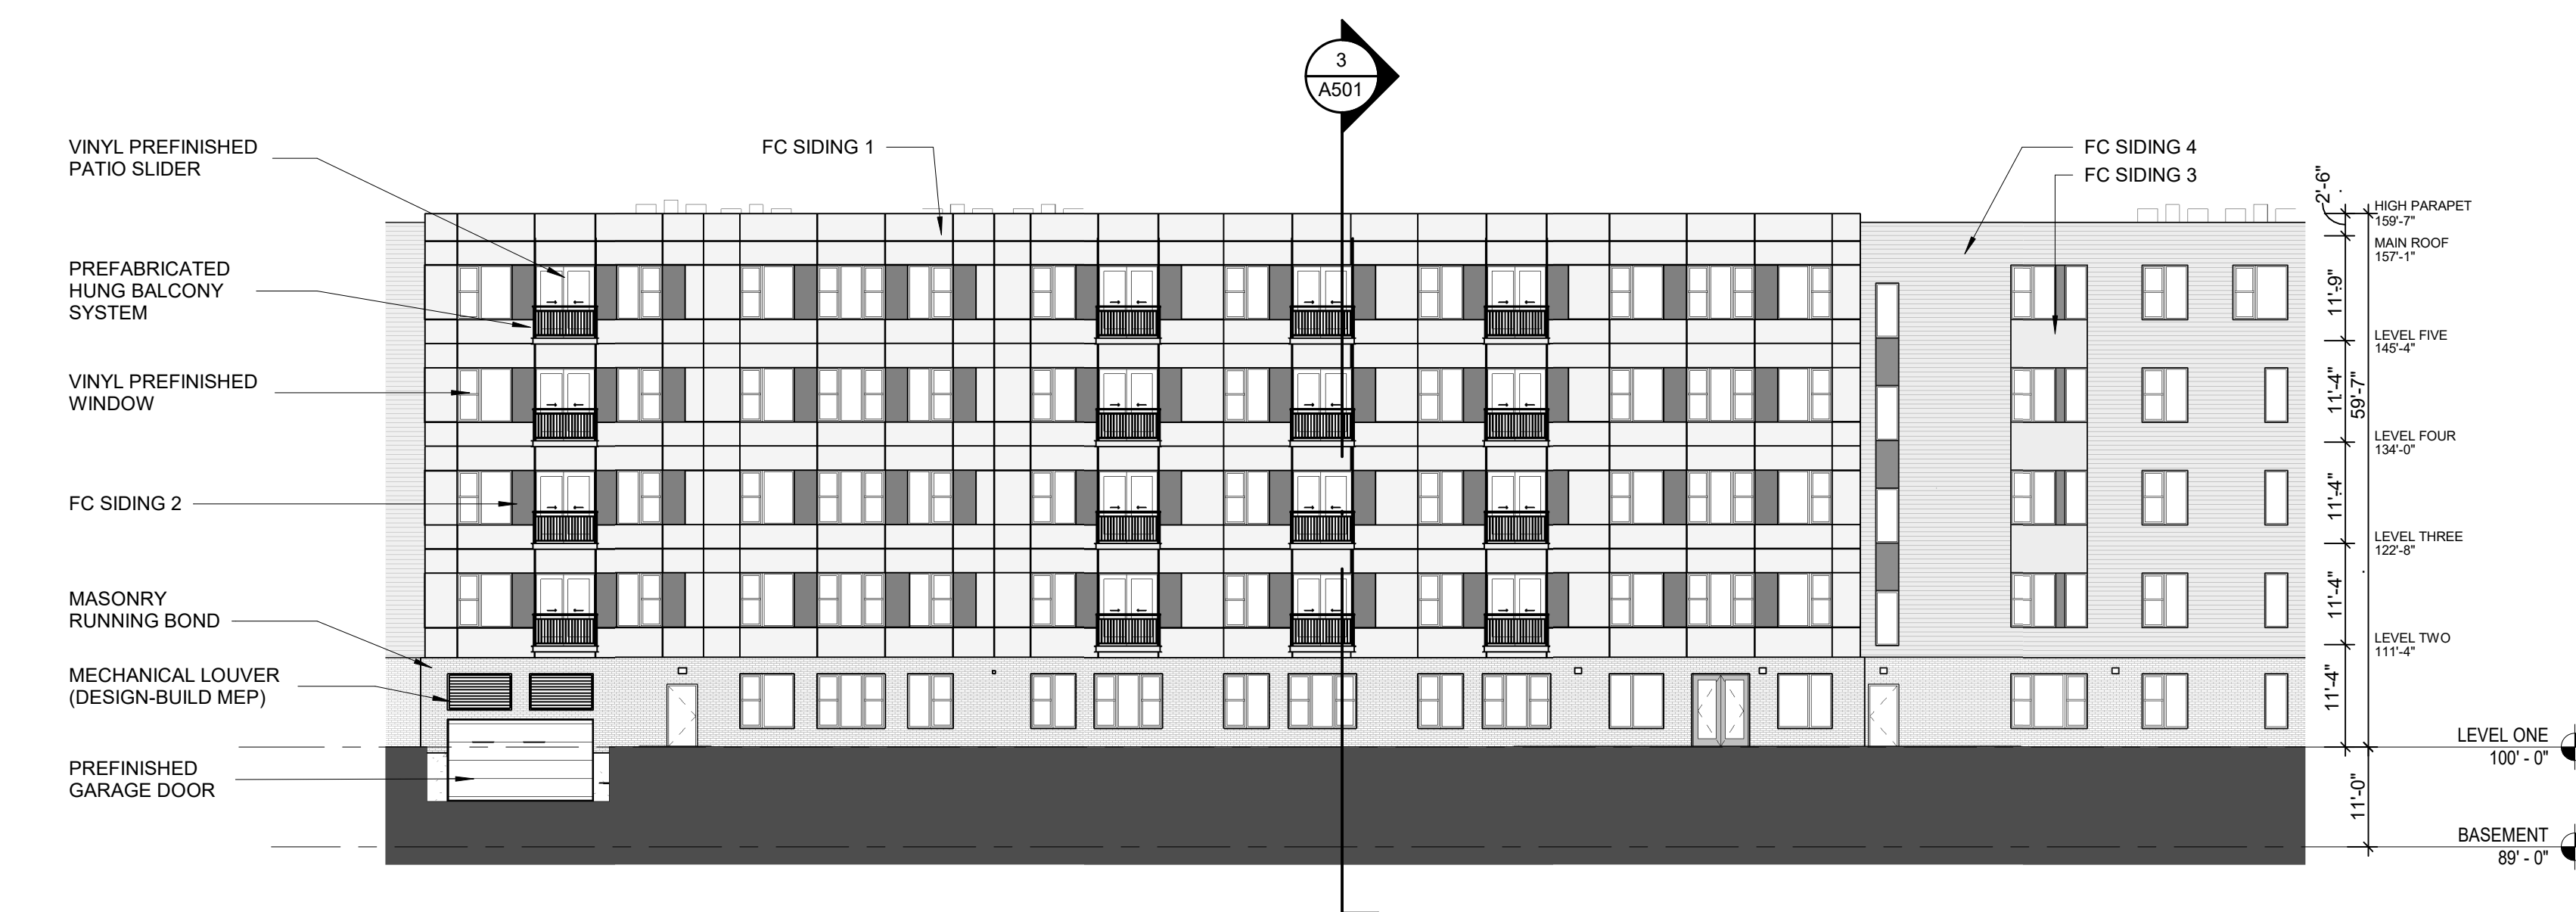 3
A501
VINYL PREFINISHED
PATIO SLIDER
FC SIDING 1
FC SIDING 4
FC SIDING 3
PREFABRICATED
HUNG BALCONY
SYSTEM
VINYL PREFINISHED
WINDOW
FC SIDING 2
MASONRY
RUNNING BOND
MECHANICAL LOUVER
(DESIGN-BUILD MEP)
PREFINISHED
GARAGE DOOR
2'-6"
11'-9"
11'-4"
11'-4"
11'-4"
11'-4"
59'-7"
11'-0"
HIGH PARAPET
159'-7"
MAIN ROOF
157'-1"
LEVEL FIVE
145'-4"
LEVEL FOUR
134'-0"
LEVEL THREE
122'-8"
LEVEL TWO
111'-4"
LEVEL ONE
100' - 0"
BASEMENT
89' - 0"